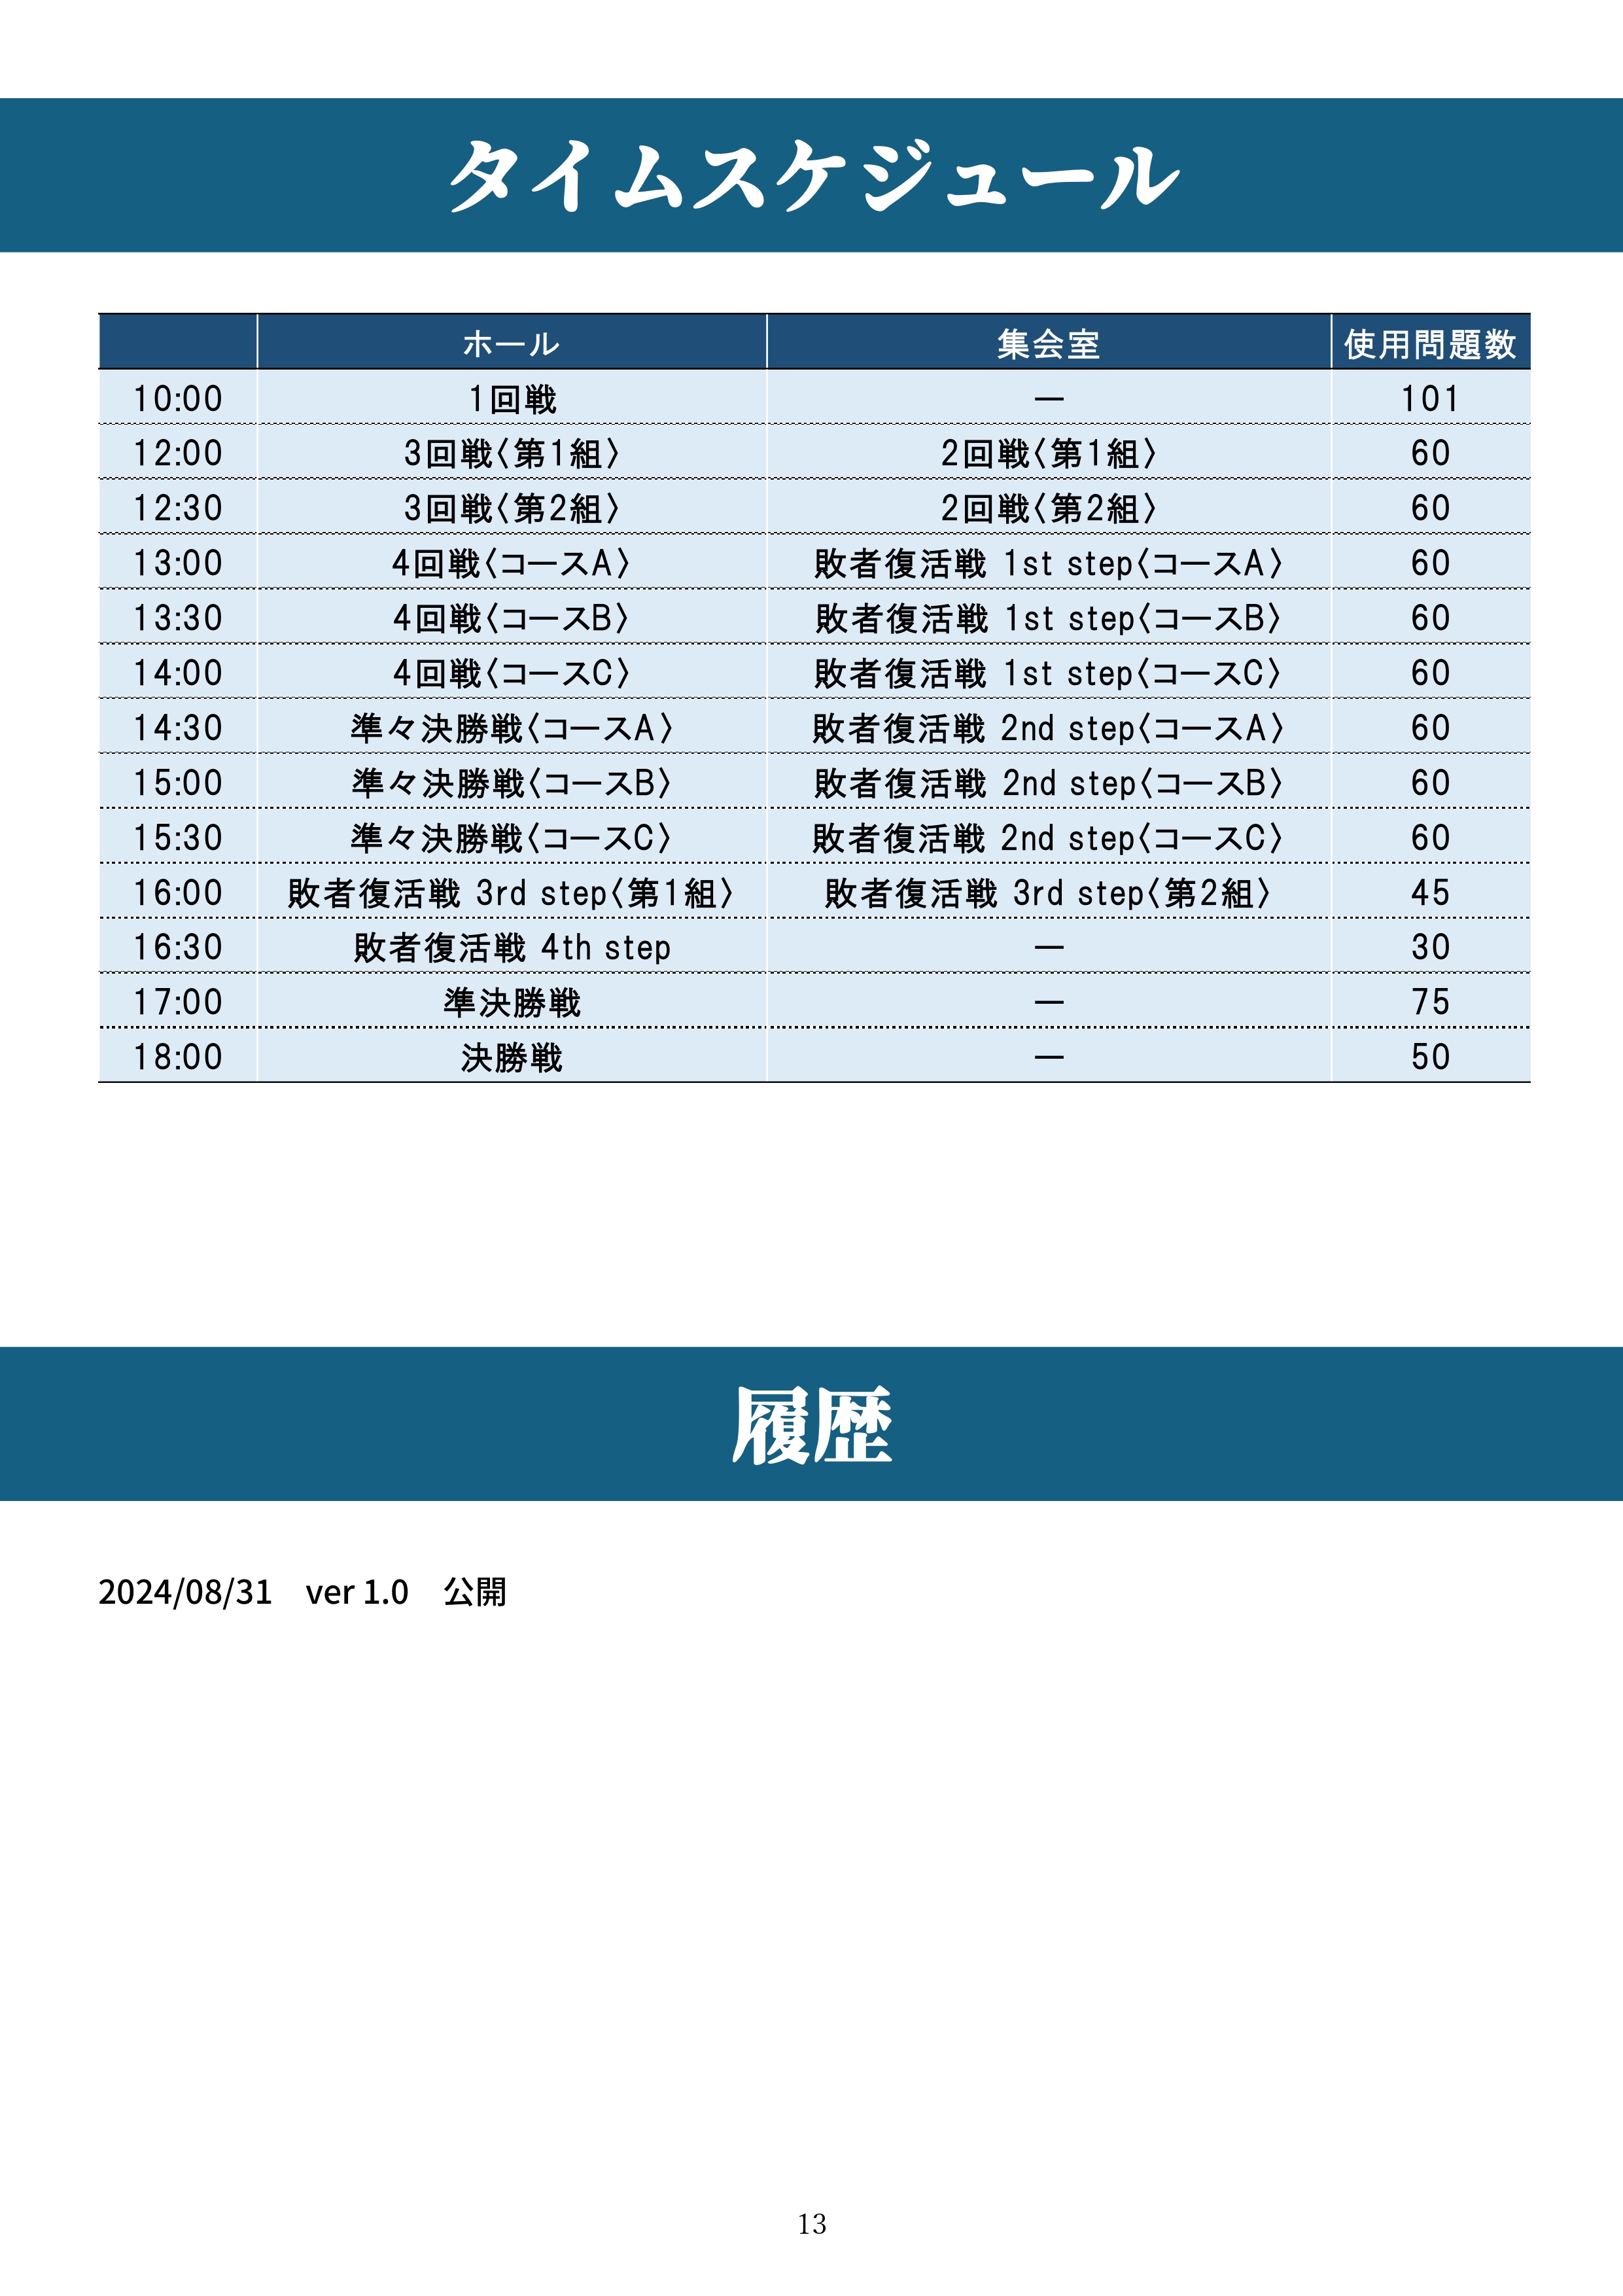 タイムスケジュール
ホール 集会室 使用問題数
10:00 1回戦 — 101
12:00 3回戦〈第1組〉 2回戦〈第1組〉 60
12:30 3回戦〈第2組〉 2回戦〈第2組〉 60
13:00 4回戦〈コースA〉 敗者復活戦 1st step〈コースA〉 60
13:30 4回戦〈コースB〉 敗者復活戦 1st step〈コースB〉 60
14:00 4回戦〈コースC〉 敗者復活戦 1st step〈コースC〉 60
14:30 準々決勝戦〈コースA〉 敗者復活戦 2nd step〈コースA〉 60
15:00 準々決勝戦〈コースB〉 敗者復活戦 2nd step〈コースB〉 60
15:30 準々決勝戦〈コースC〉 敗者復活戦 2nd step〈コースC〉 60
16:00 敗者復活戦 3rd step〈第1組〉 敗者復活戦 3rd step〈第2組〉 45
16:30 敗者復活戦 4th step — 30
17:00 準決勝戦 — 75
18:00 決勝戦 — 50
履歴
2024/08/31　ver 1.0　公開
13